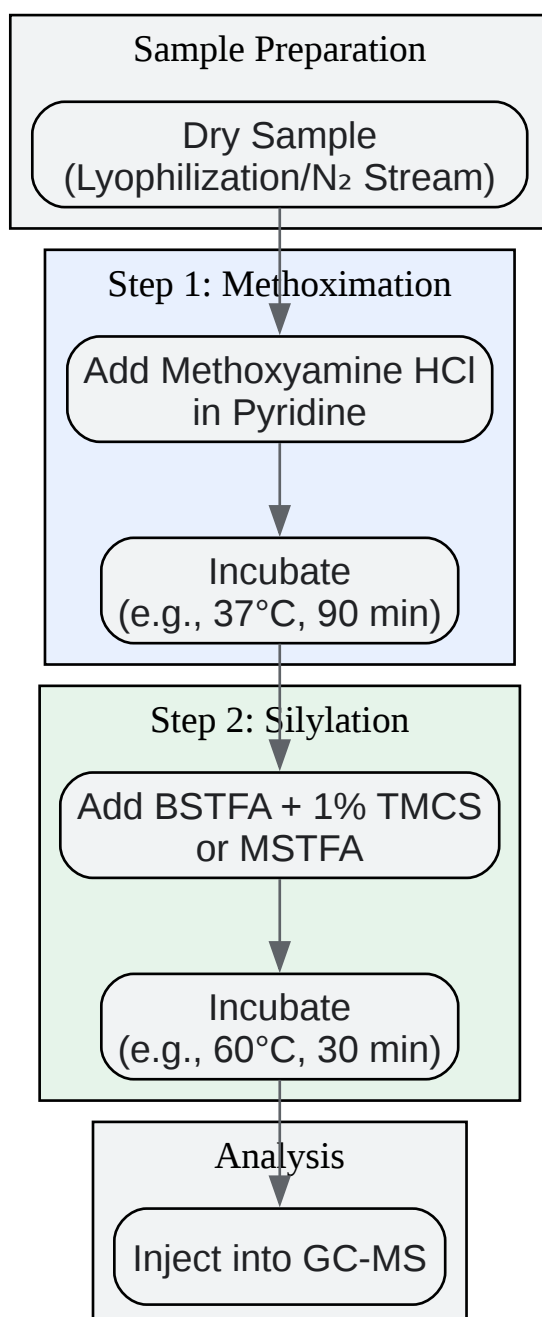 Sample Preparation
Dry Sample
(Lyophilization/N₂ Stream)
Step 1: Methoximation
Add Methoxyamine HCl
in Pyridine
Incubate
(e.g., 37°C, 90 min)
Step 2: Silylation
Add BSTFA + 1% TMCS
or MSTFA
Incubate
(e.g., 60°C, 30 min)
Analysis
Inject into GC-MS